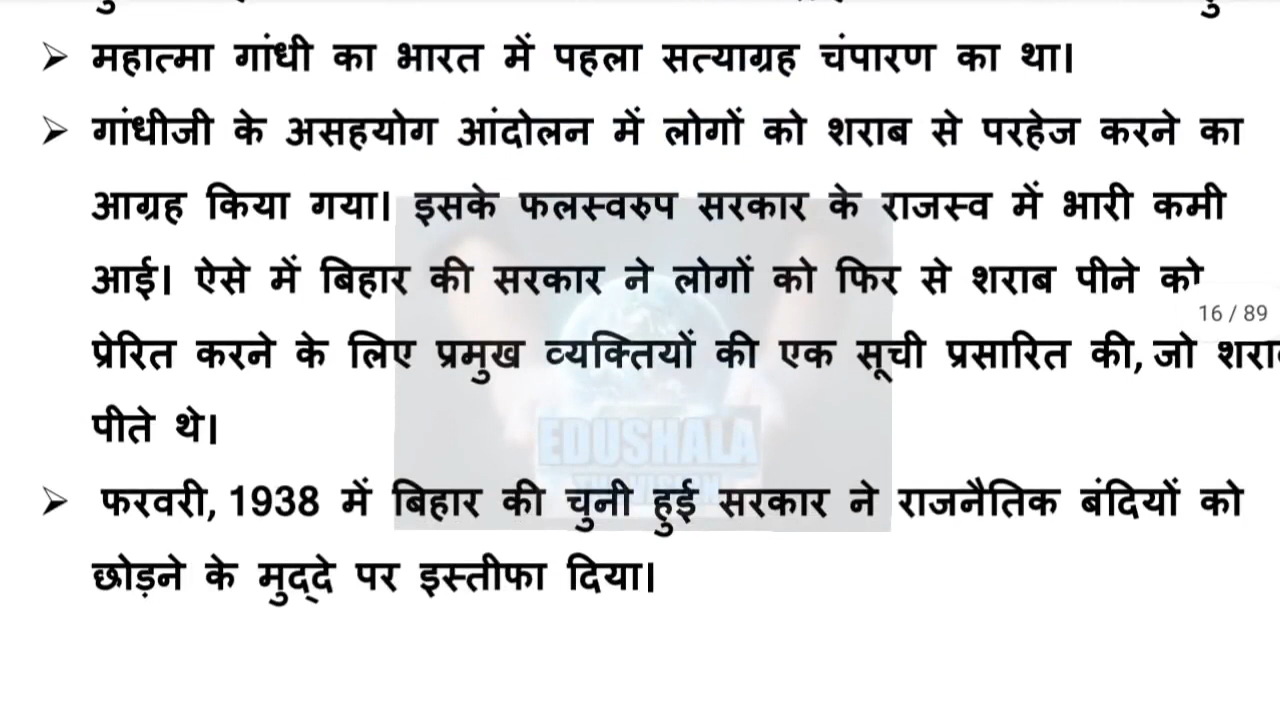 ➢ महात्मा गांधी का भारत में पहला सत्याग्रह चंपारण का था।
➢ गांधीजी के असहयोग आंदोलन में लोगों को शराब से परहेज करने का
आग्रह किया गया। इसके फलस्वरुप सरकार के राजस्व में भारी कमी
आई। ऐसे में बिहार की सरकार ने लोगों को फिर से शराब पीने को
16 / 89
प्रेरित करने के लिए प्रमुख व्यक्तियों की एक सूची प्रसारित की, जो
पीते थे।
EDUSHALA
➢ फरवरी, 1938 में बिहार की चुनी हुई सरकार ने राजनैतिक बंदियों को
छोड़ने के मुद्दे पर इस्तीफा दिया।